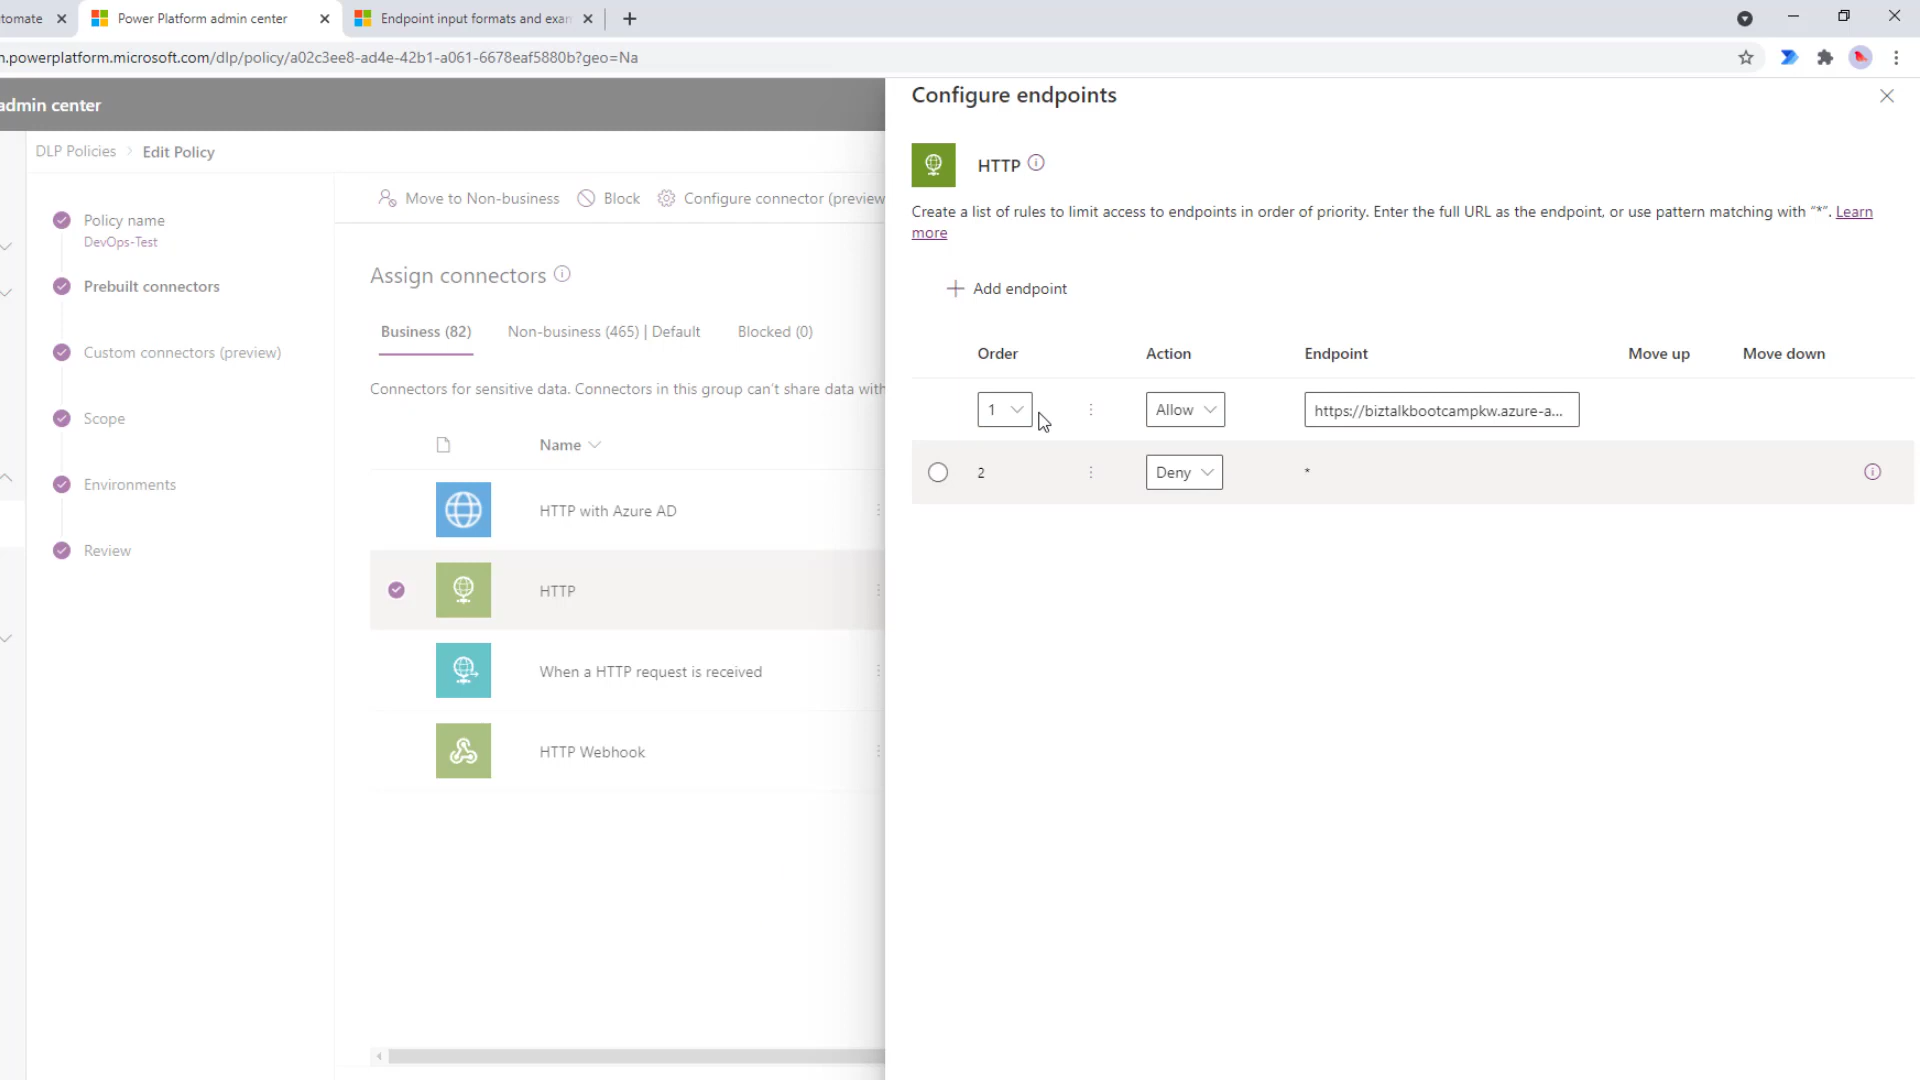 tomate
Power Platform admin center
Endpoint input formats and exan
n.powerplatform.microsoft.com/dlp/policy/a02c3ee8-ad4e-42b1-a061-6678eaf5880b?geo=Na
admin center
DLP Policies
Edit Policy
Policy name
DevOps-Test
Prebuilt connectors
Custom connectors (preview)
Scope
Environments
Review
Move to Non-business
Block
Configure connector (preview
Assign connectors
Business (82)
Non-business (465) | Default
Blocked (0)
Connectors for sensitive data. Connectors in this group can't share data with
Name
HTTP with Azure AD
HTTP
When a HTTP request is received
HTTP Webhook
Configure endpoints
HTTP
Create a list of rules to limit access to endpoints in order of priority. Enter the full URL as the endpoint, or use pattern matching with “*”. Learn
more
Add endpoint
Order Action Endpoint Move up Move down
1 Allow https://biztalkbootcampkw.azure-a...
2 Deny *